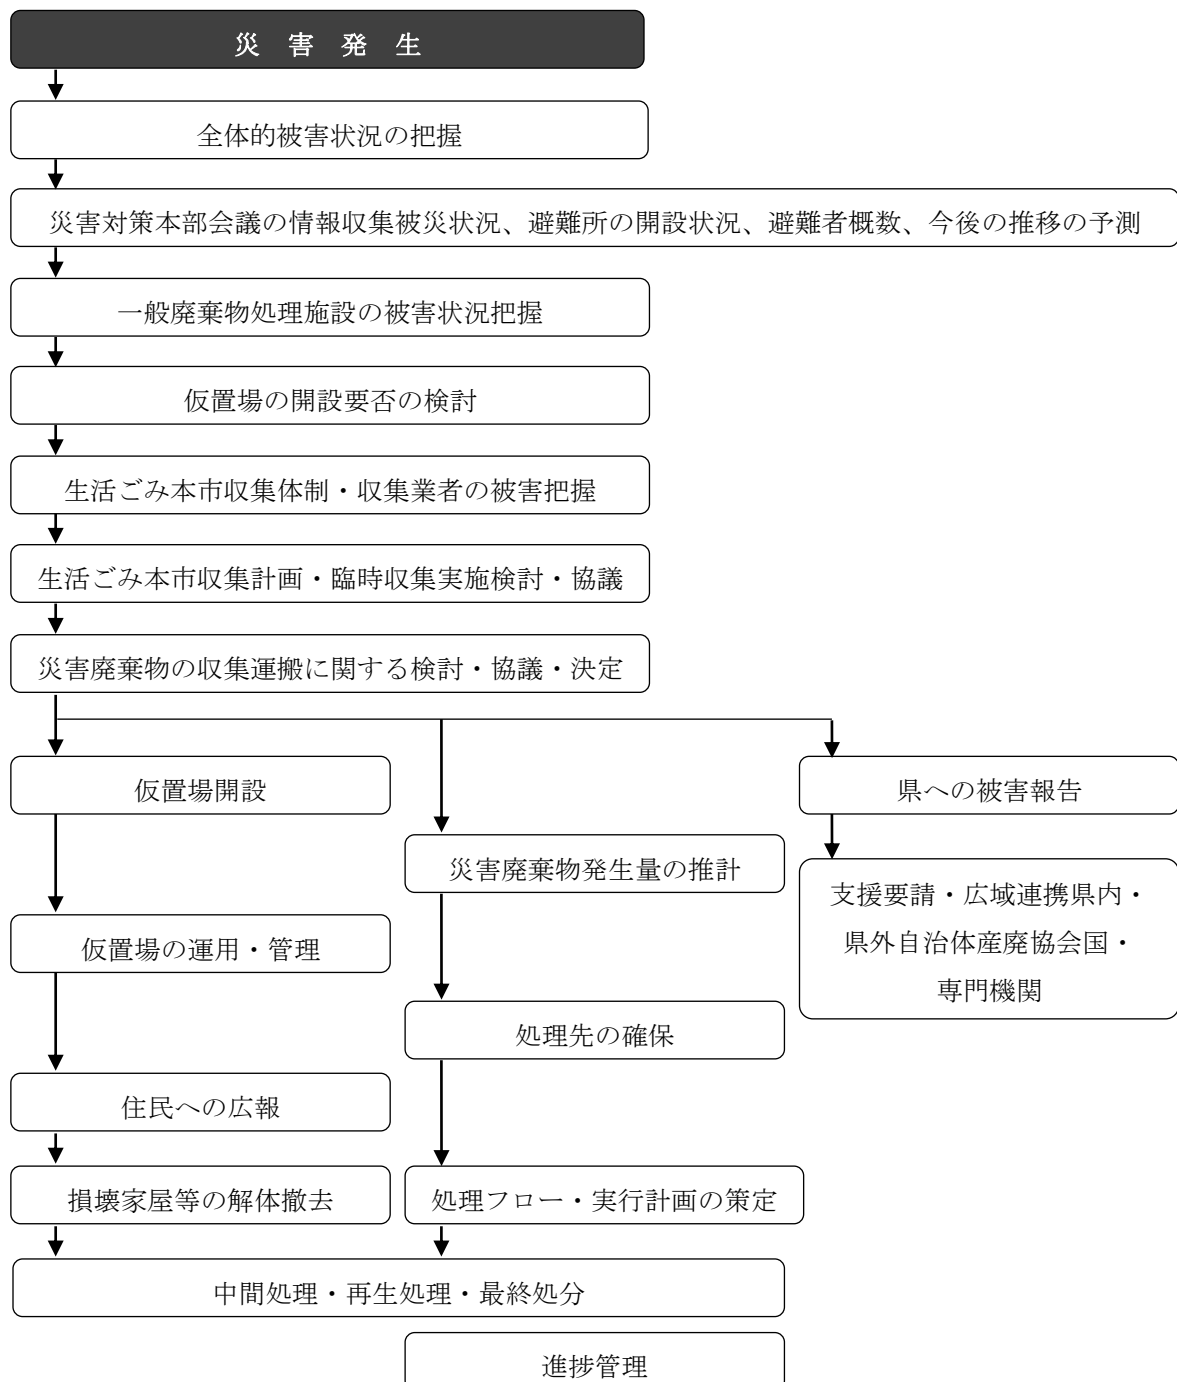 災 害 発 生
全体的被害状況の把握
災害対策本部会議の情報収集被災状況、避難所の開設状況、避難者概数、今後の推移の予測
一般廃棄物処理施設の被害状況把握
仮置場の開設要否の検討
生活ごみ本市収集体制・収集業者の被害把握
生活ごみ本市収集計画・臨時収集実施検討・協議
災害廃棄物の収集運搬に関する検討・協議・決定
仮置場開設
県への被害報告
災害廃棄物発生量の推計
支援要請・広域連携県内・
県外自治体産廃協会国・
専門機関
仮置場の運用・管理
処理先の確保
住民への広報
損壊家屋等の解体撤去
処理フロー・実行計画の策定
中間処理・再生処理・最終処分
進捗管理